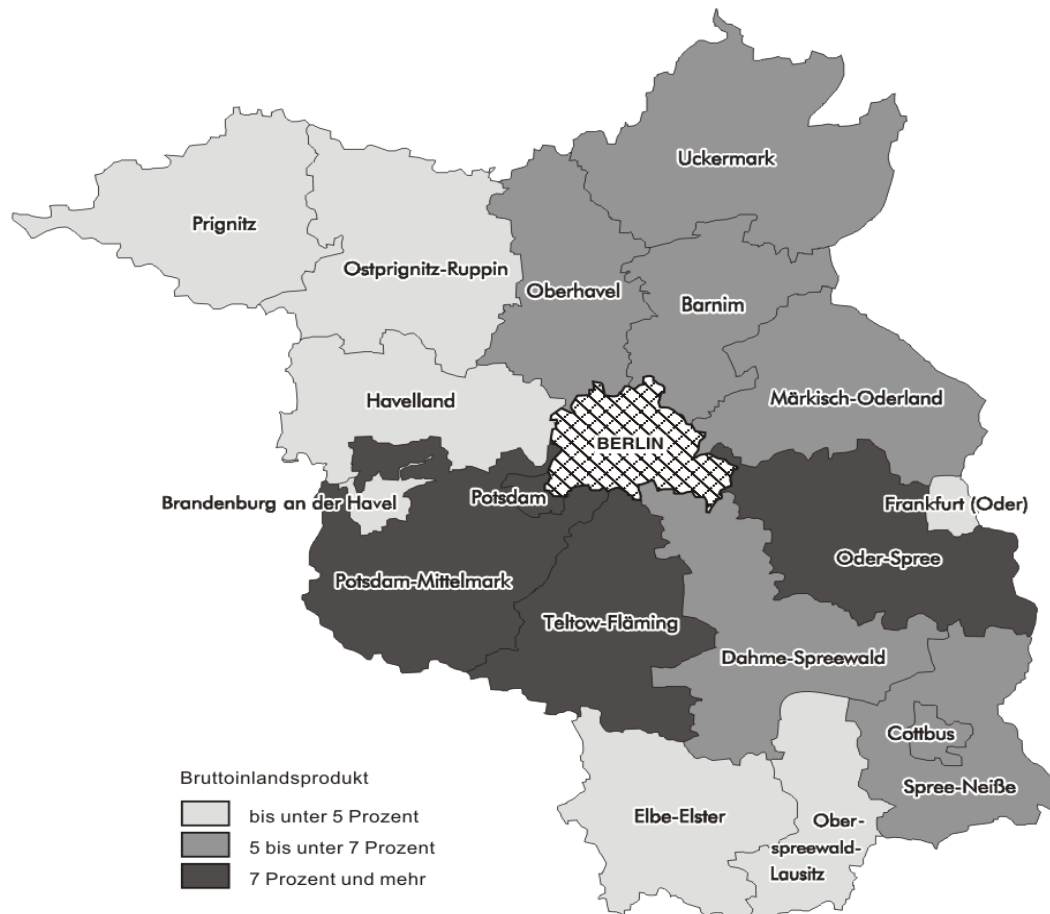 Uckermark
Prignitz
Ostprignitz-Ruppin
Oberhavel
Barnim
Havelland
Märkisch-Oderland
BERLIN
Brandenburg an der Havel
Potsdam
Frankfurt (Oder)
Oder-Spree
Potsdam-Mittelmark
Teltow-Fläming
Dahme-Spreewald
Cottbus
Spree-Neiße
Elbe-Elster
Ober-
spreewald-
Lausitz
Bruttoinlandsprodukt
bis unter 5 Prozent
5 bis unter 7 Prozent
7 Prozent und mehr